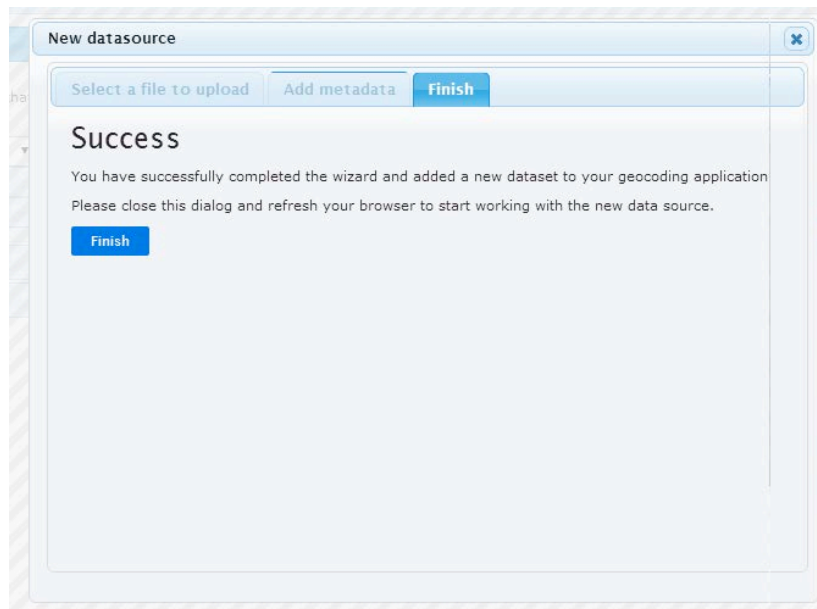 New datasource
Select a file to upload Add metadata Finish
Success
You have successfully completed the wizard and added a new dataset to your geocoding application
Please close this dialog and refresh your browser to start working with the new data source.
Finish